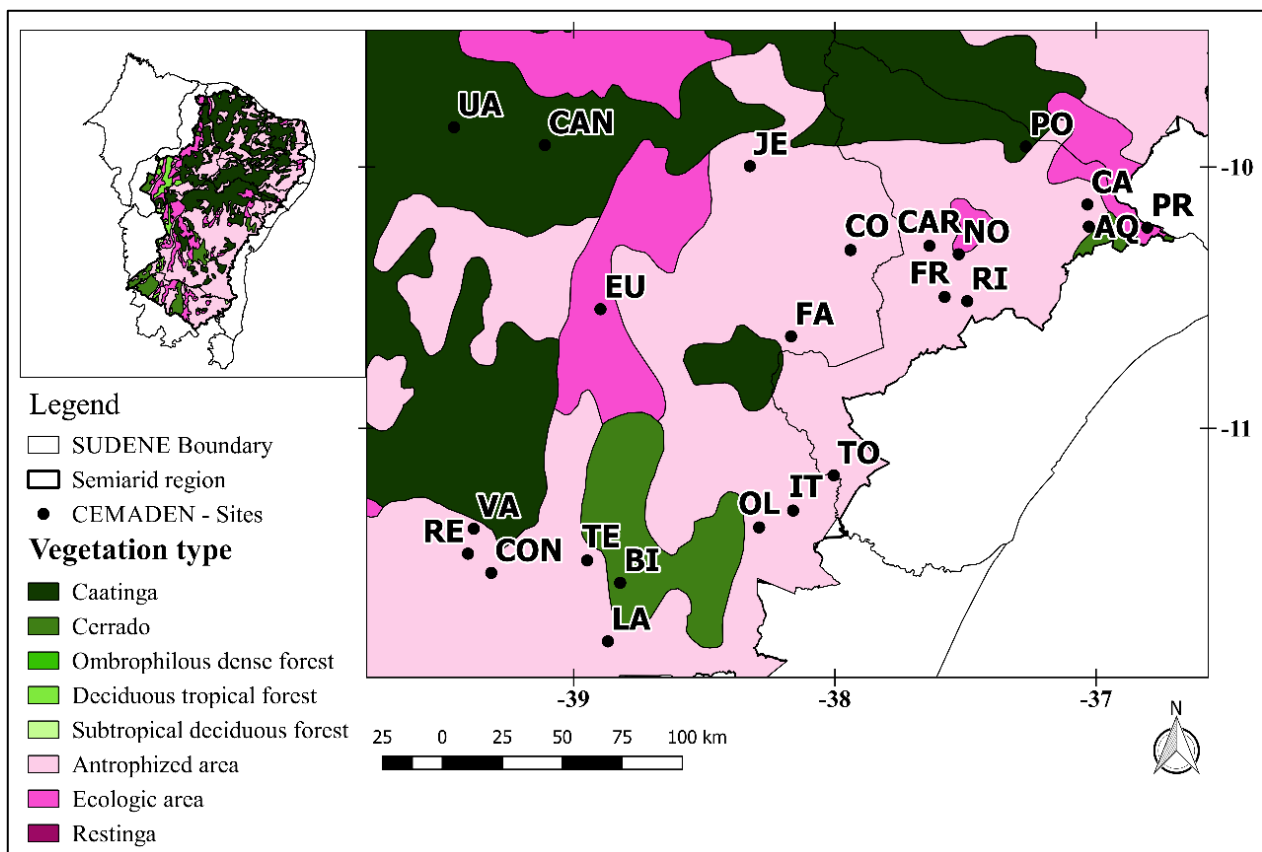 UA
CAN
JE
PO
-10
CA
PR
AQ
CO
CAR
NO
EU
FR
RI
FA
-11
TO
IT
OL
VA
RE
CON
TE
BI
LA
-39
-38
-37
25 0 25 50 75 100 km
N
Legend
SUDENE Boundary
Semiarid region
CEMADEN - Sites
Vegetation type
Caatinga
Cerrado
Ombrophilous dense forest
Deciduous tropical forest
Subtropical deciduous forest
Antrophized area
Ecologic area
Restinga